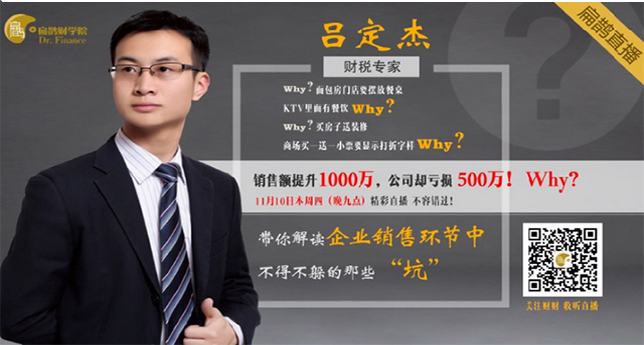 扁鹊财学院
Dr. Finance
扁鹊直播
吕定杰
财税专家
Why？面包房门店要摆放餐桌
KTV里面有餐饮 Why？
Why？买房子送装修
商场买一送一小票要显示打折字样 Why？
销售额提升1000万，公司却亏损 500万！ Why？
11月10日本周四（晚九点）精彩直播 不容错过！
带你解读企业销售环节中
不得不躲的那些 “坑”
关注财财 收听直播